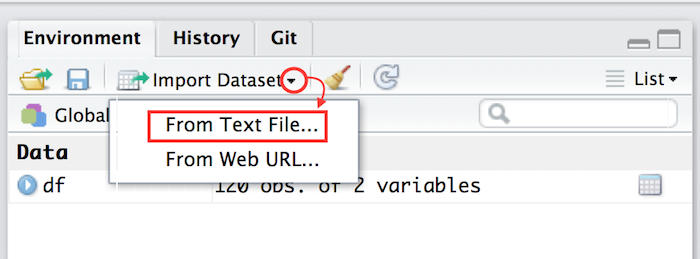 Environment History Git
Import Dataset List
Global
From Text File...
From Web URL...
Data
df 120 obs. of 2 variables